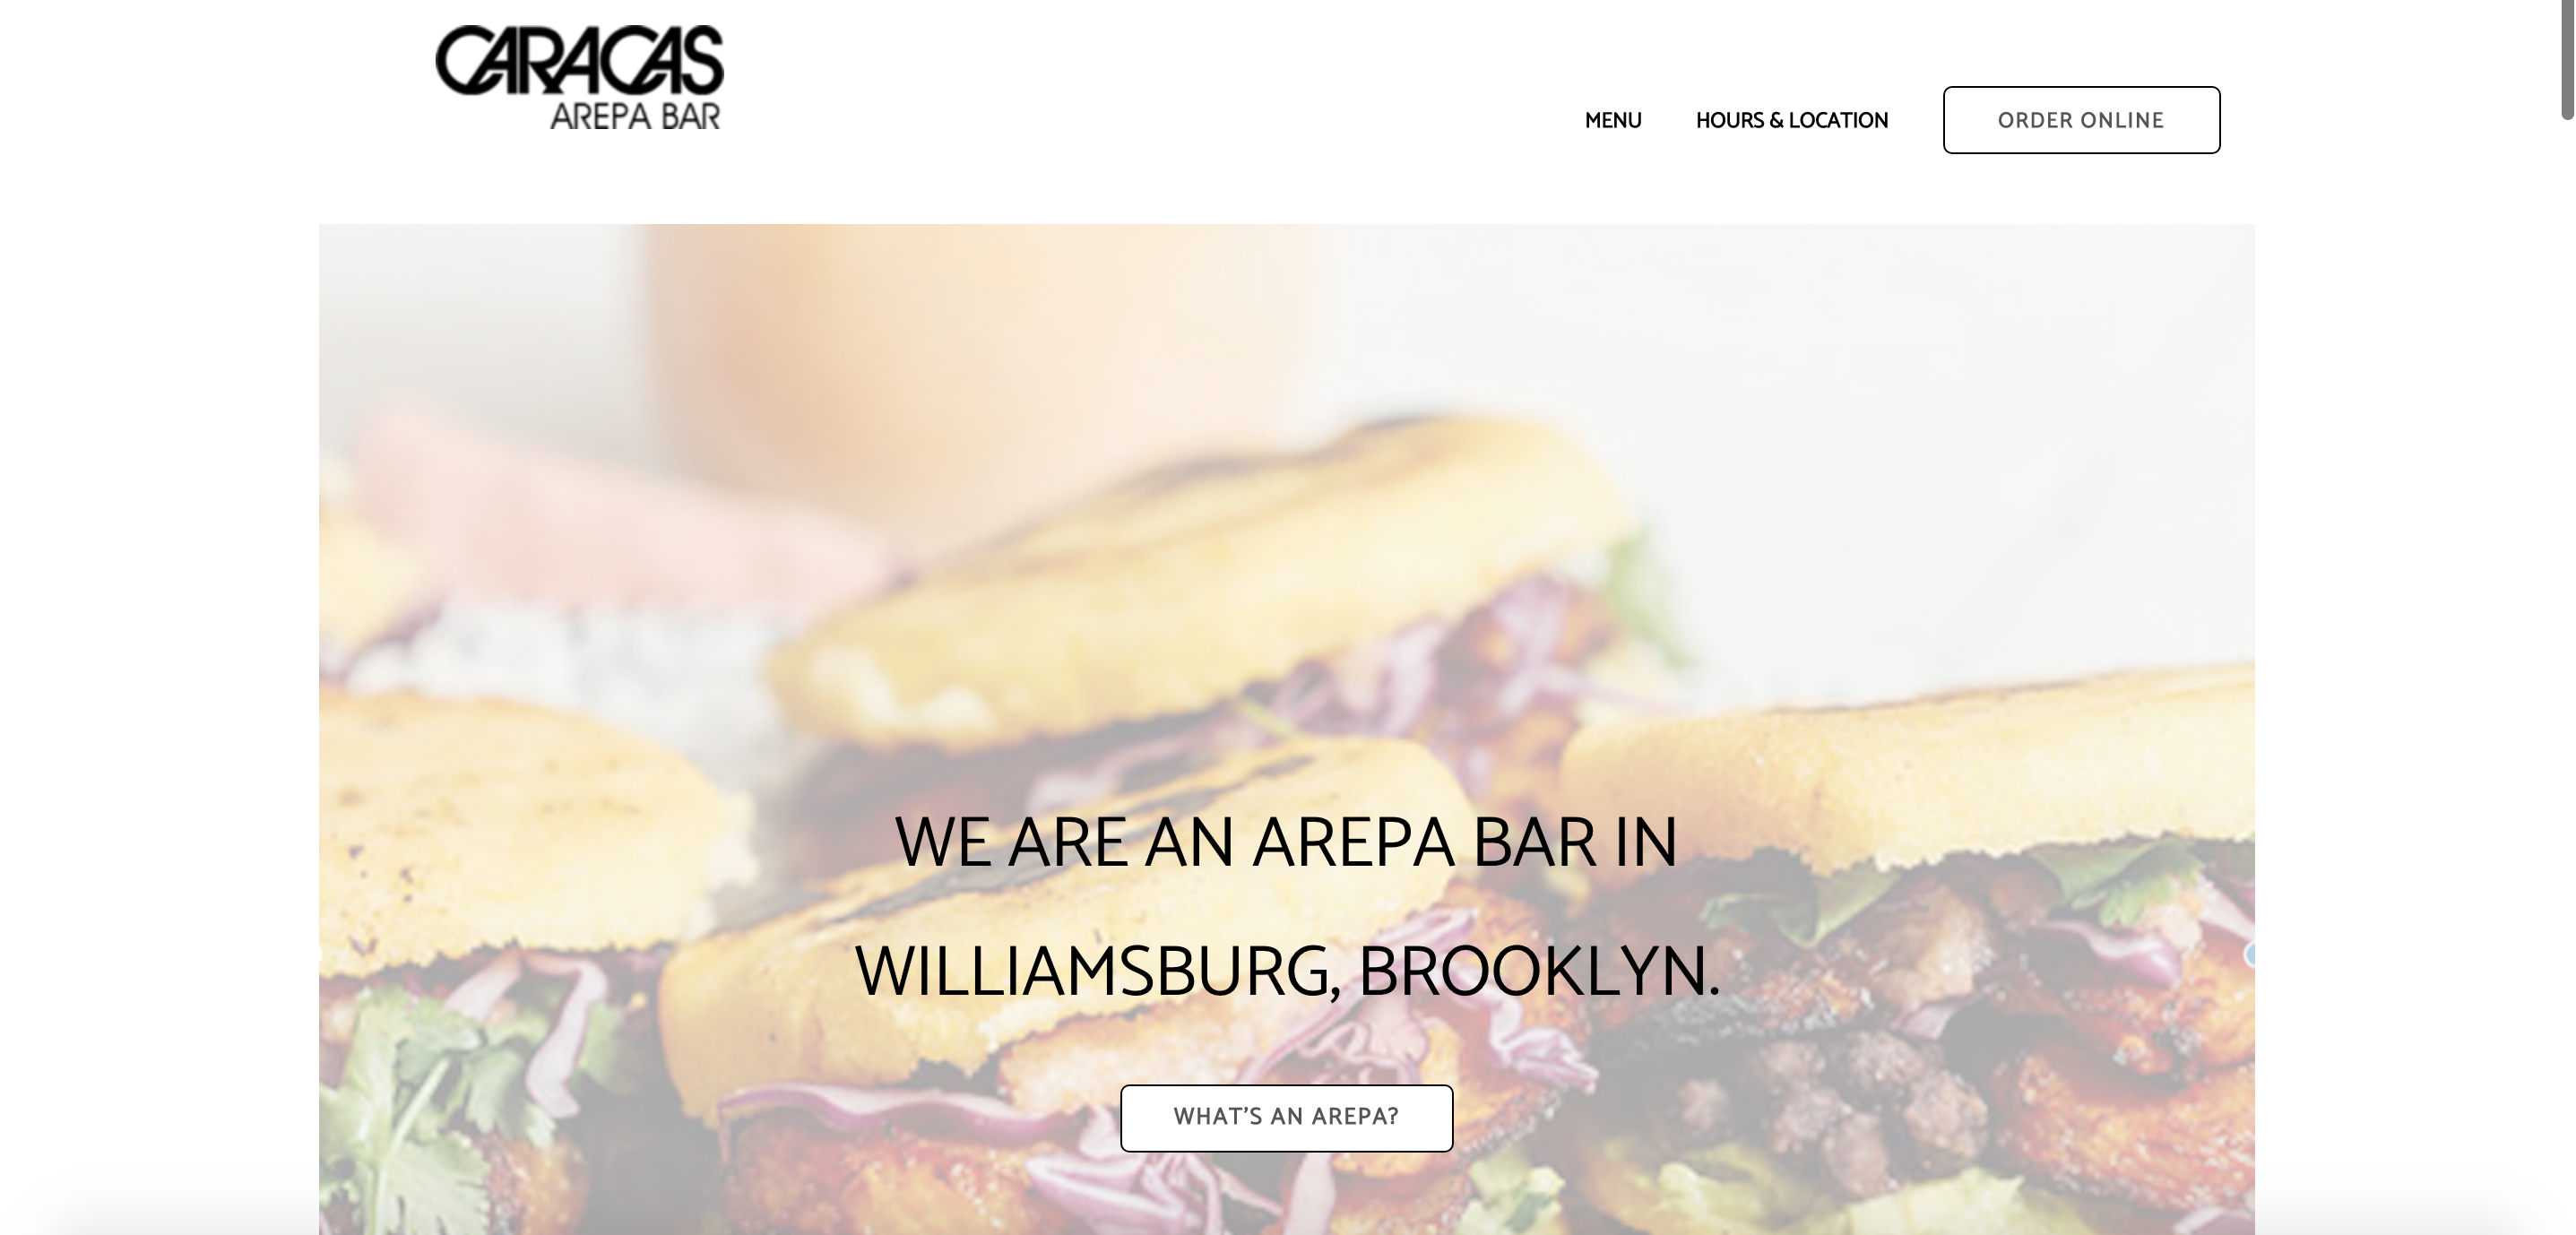 CARACAS
AREPA BAR
MENU
HOURS & LOCATION
ORDER ONLINE
WE ARE AN AREPA BAR IN
WILLIAMSBURG, BROOKLYN.
WHAT’S AN AREPA?